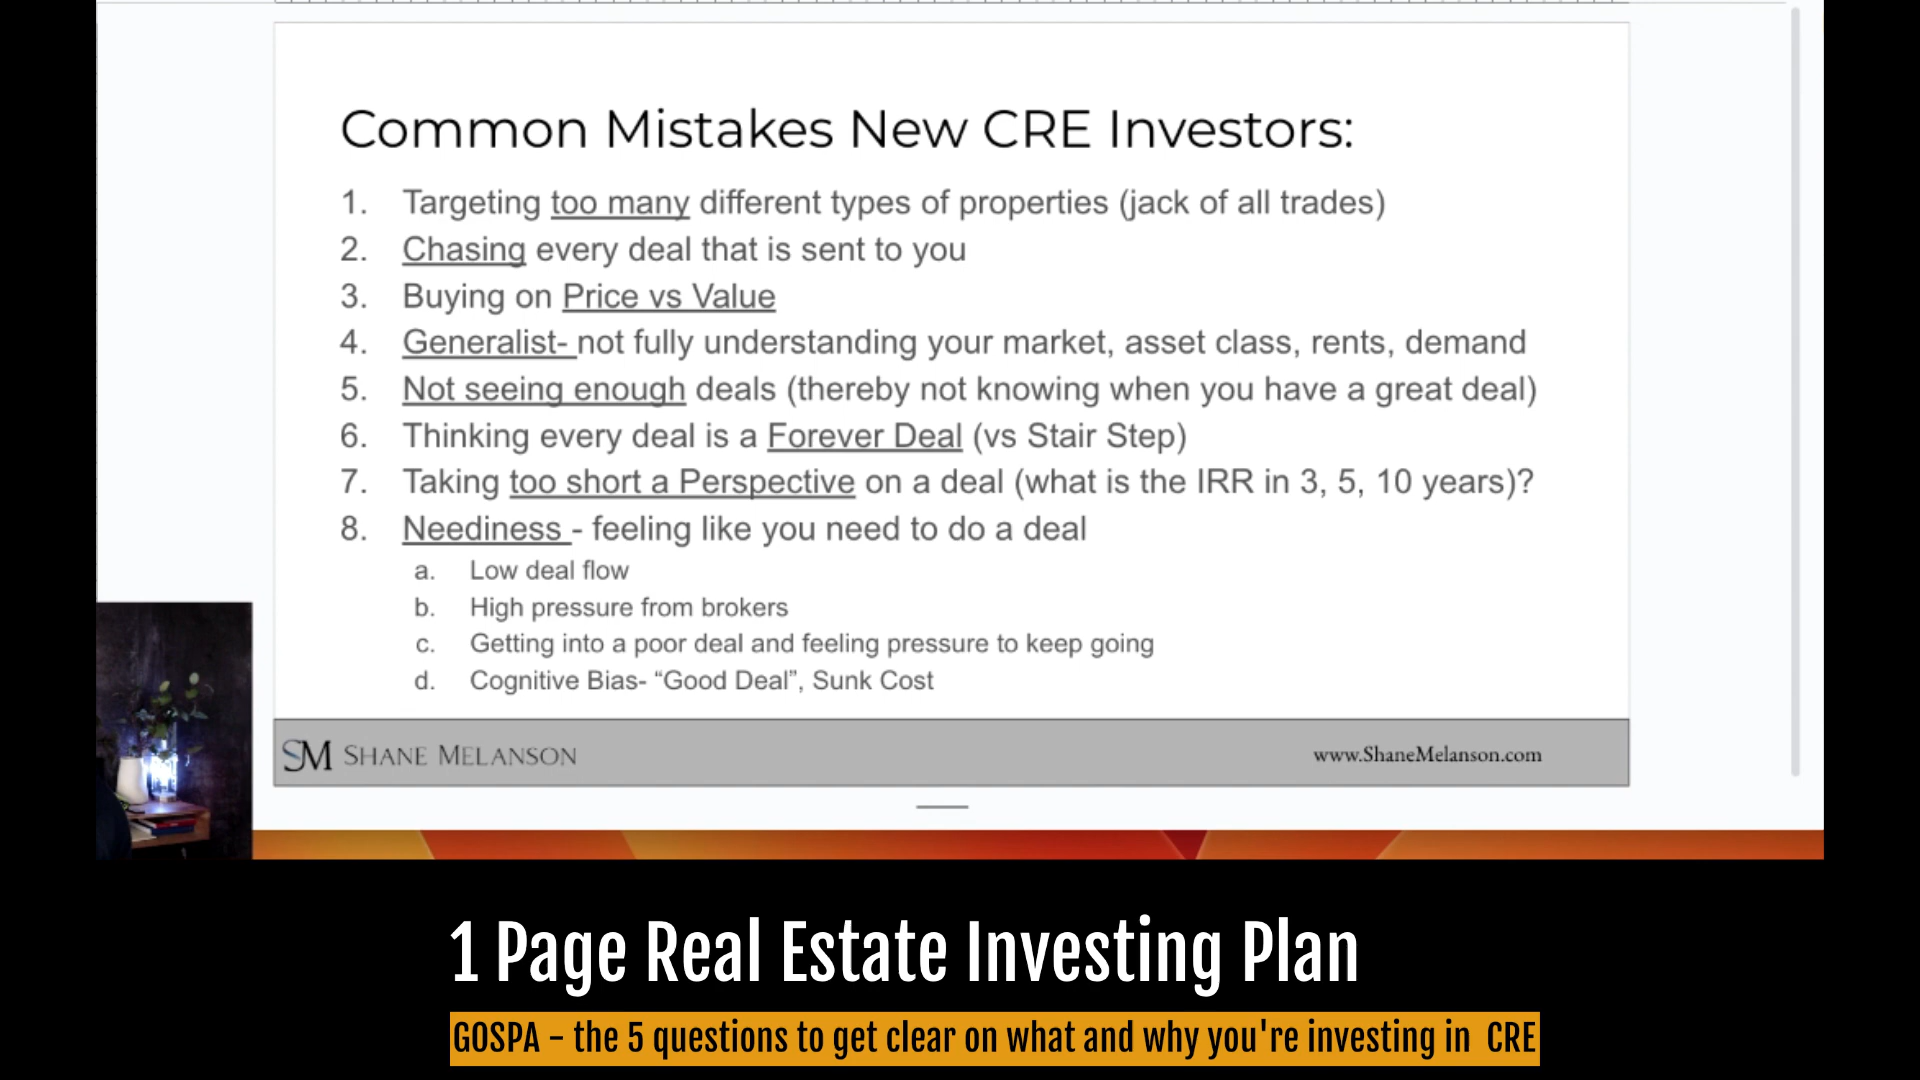 Common Mistakes New CRE Investors:
1. Targeting too many different types of properties (jack of all trades)
2. Chasing every deal that is sent to you
3. Buying on Price vs Value
4. Generalist- not fully understanding your market, asset class, rents, demand
5. Not seeing enough deals (thereby not knowing when you have a great deal)
6. Thinking every deal is a Forever Deal (vs Stair Step)
7. Taking too short a Perspective on a deal (what is the IRR in 3, 5, 10 years)?
8. Neediness - feeling like you need to do a deal
a. Low deal flow
b. High pressure from brokers
c. Getting into a poor deal and feeling pressure to keep going
d. Cognitive Bias- “Good Deal”, Sunk Cost
SM SHANE MELANSON
www.ShaneMelanson.com
1 Page Real Estate Investing Plan
GOSPA - the 5 questions to get clear on what and why you're investing in CRE